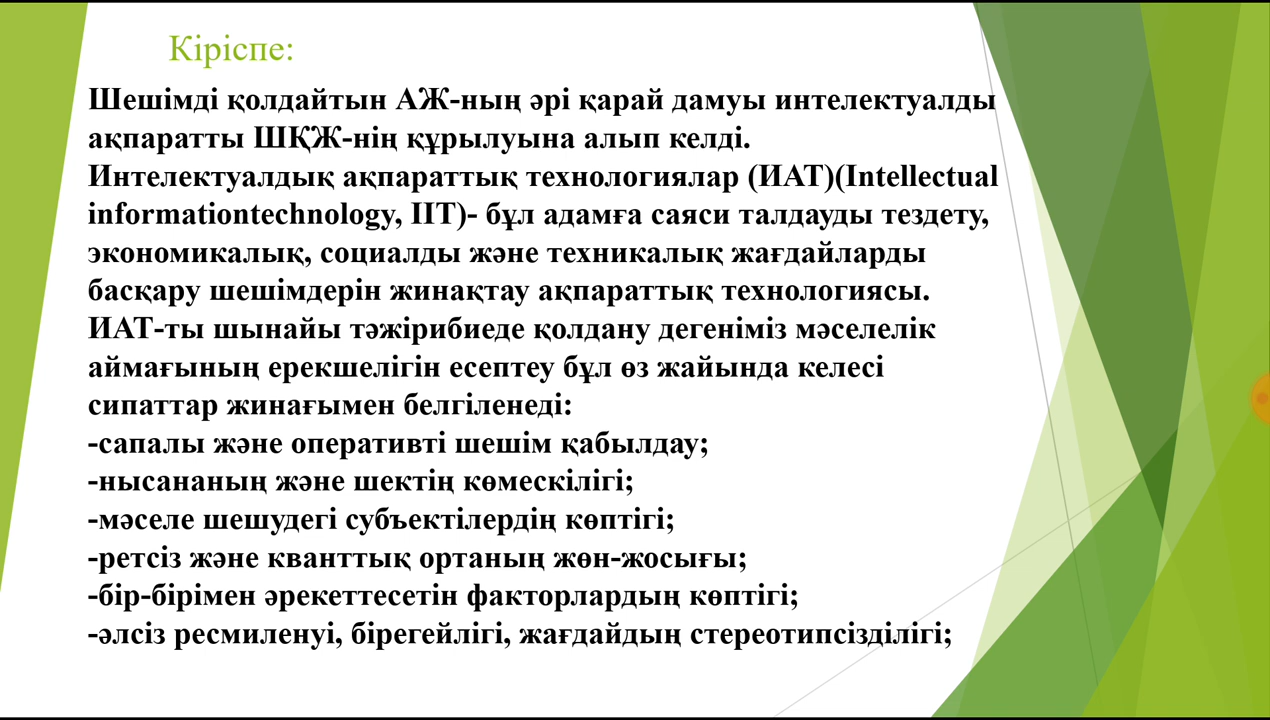 Кіріспе:
Шешімді қолдайтын АЖ-ның әрі қарай дамуы интелектуалды
ақпаратты ШҚЖ-нің құрылуына алып келді.
Интелектуалдық ақпараттық технологиялар (ИАТ)(Intellectual
informationtechnology, IIT)- бұл адамға саяси талдауды тездету,
экономикалық, социалды және техникалық жағдайларды
басқару шешімдерін жинақтау ақпараттық технологиясы.
ИАТ-ты шынайы тәжірибиеде қолдану дегеніміз мәселелік
аймағының ерекшелігін есептеу бұл өз жайында келесі
сипаттар жинағымен белгіленеді:
-сапалы және оперативті шешім қабылдау;
-нысананың және шектің көмескілігі;
-мәселе шешудегі субъектілердің көптігі;
-ретсіз және кванттық ортаның жөн-жосығы;
-бір-бірімен әрекеттесетін факторлардың көптігі;
-әлсіз ресмиленуі, бірегейлігі, жағдайдың стереотипсізділігі;